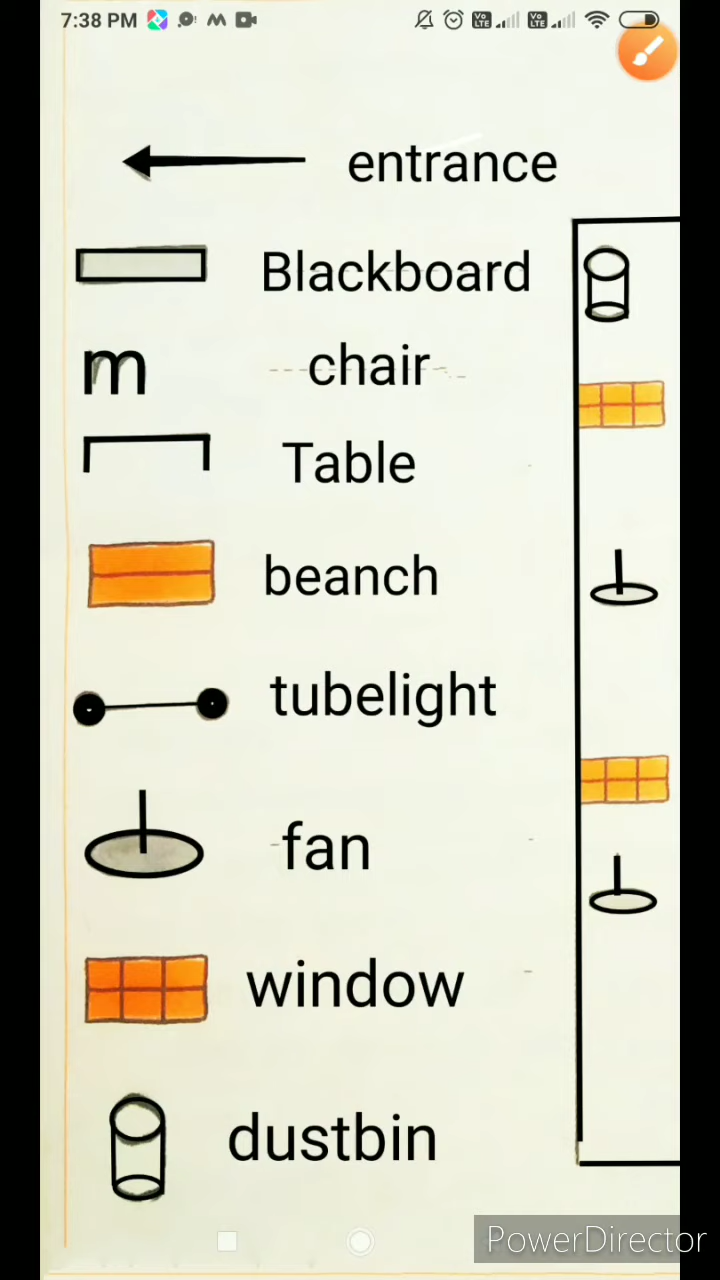 7:38 PM
entrance
Blackboard
m
chair
Table
beanch
tubelight
fan
window
dustbin
PowerDirector